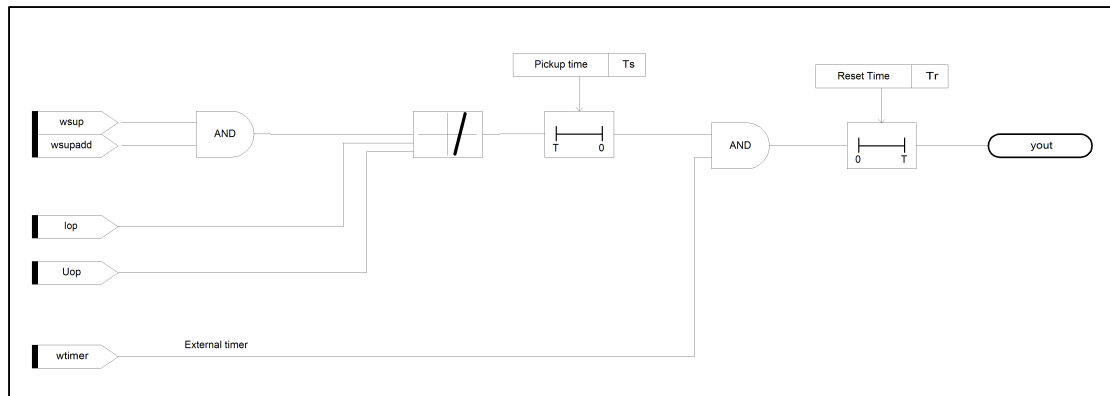 Pickup time Ts
Reset Time Tr
wsup
wsupadd
AND
T 0
AND
0 T
yout
Iop
Uop
wtimer
External timer